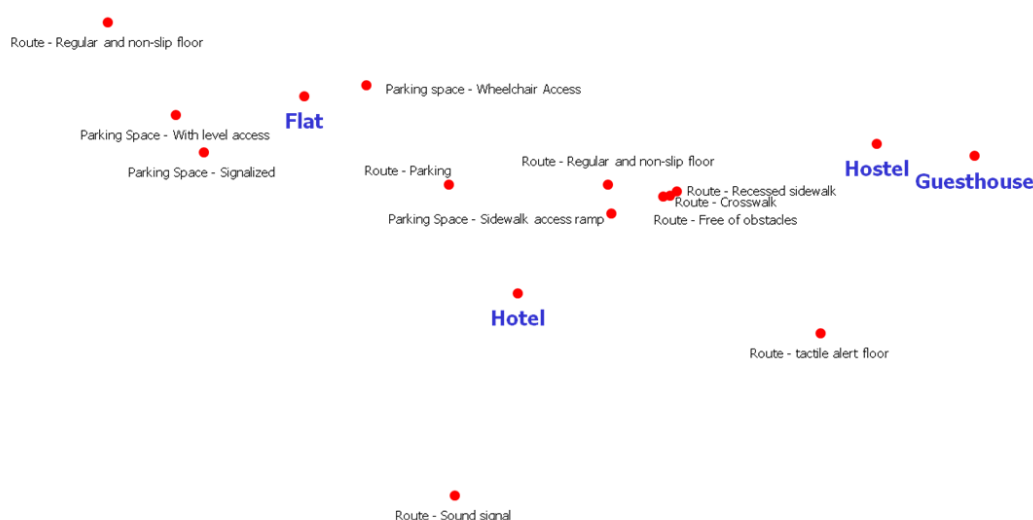 Route - Regular and non-slip floor
Parking space - Wheelchair Access
Flat
Parking Space - With level access
Parking Space - Signalized
Route - Regular and non-slip floor
Route - Parking
Hostel
Guesthouse
Route - Recessed sidewalk
Route - Crosswalk
Parking Space - Sidewalk access ramp
Route - Free of obstacles
Hotel
Route - tactile alert floor
Route - Sound signal